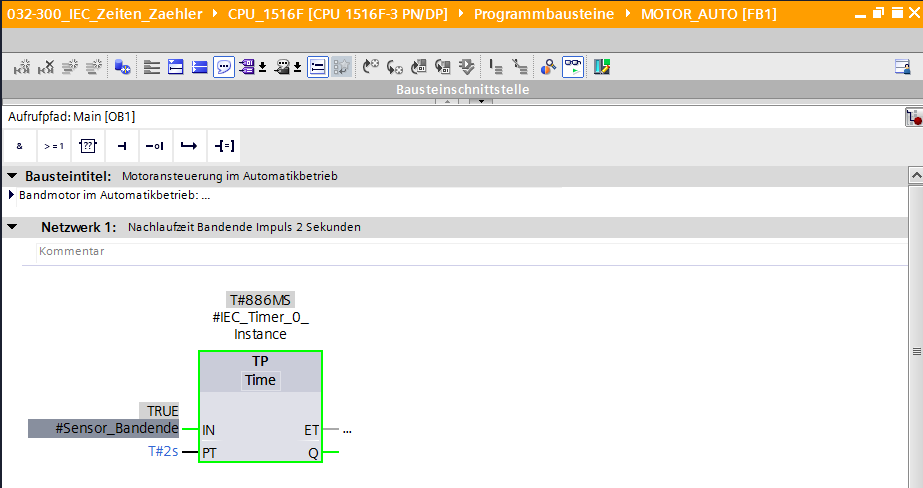 032-300_IEC_Zeiten_Zaehler ▸ CPU_1516F [CPU 1516F-3 PN/DP] ▸ Programmbausteine ▸ MOTOR_AUTO [FB1]
Bausteinschnittstelle
Aufrufpfad: Main [OB1]
& >=1 ?? -o| [=]
Bausteintitel: Motoransteuerung im Automatikbetrieb
Bandmotor im Automatikbetrieb: ...
Netzwerk 1: Nachlaufzeit Bandende Impuls 2 Sekunden
Kommentar
T#886MS
#IEC_Timer_0_
Instance
TP
Time
TRUE
#Sensor_Bandende IN ET ...
T#2s PT Q